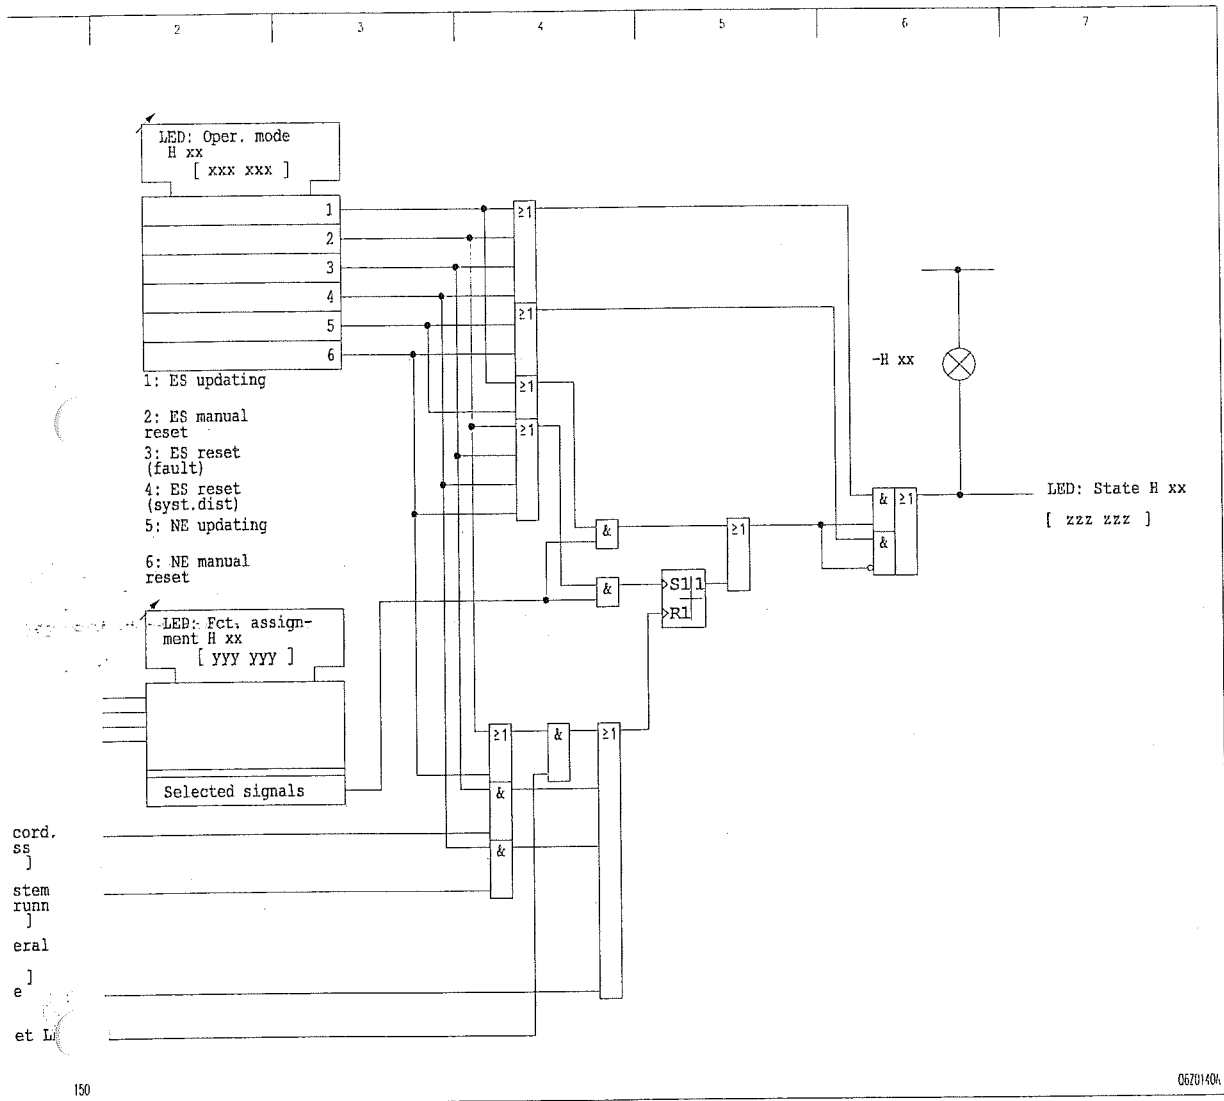 2 3 4 5 6 7
LED: Oper. mode
H xx
[ xxx xxx ]
1
2
3
4
5
6
≥1
≥1
≥1
≥1
1: ES updating
2: ES manual
reset
3: ES reset
(fault)
4: ES reset
(syst.dist)
5: NE updating
6: NE manual
reset
-H xx
& ≥1
&
LED: State H xx
[ zzz zzz ]
&
≥1
&
S1 1
R1
LED: Fct. assign-
ment H xx
[ yyy yyy ]
Selected signals
≥1
&
≥1
&
&
cord.
ss
]
stem
runn
]
eral
]
e
et Li
150
06Z0140A